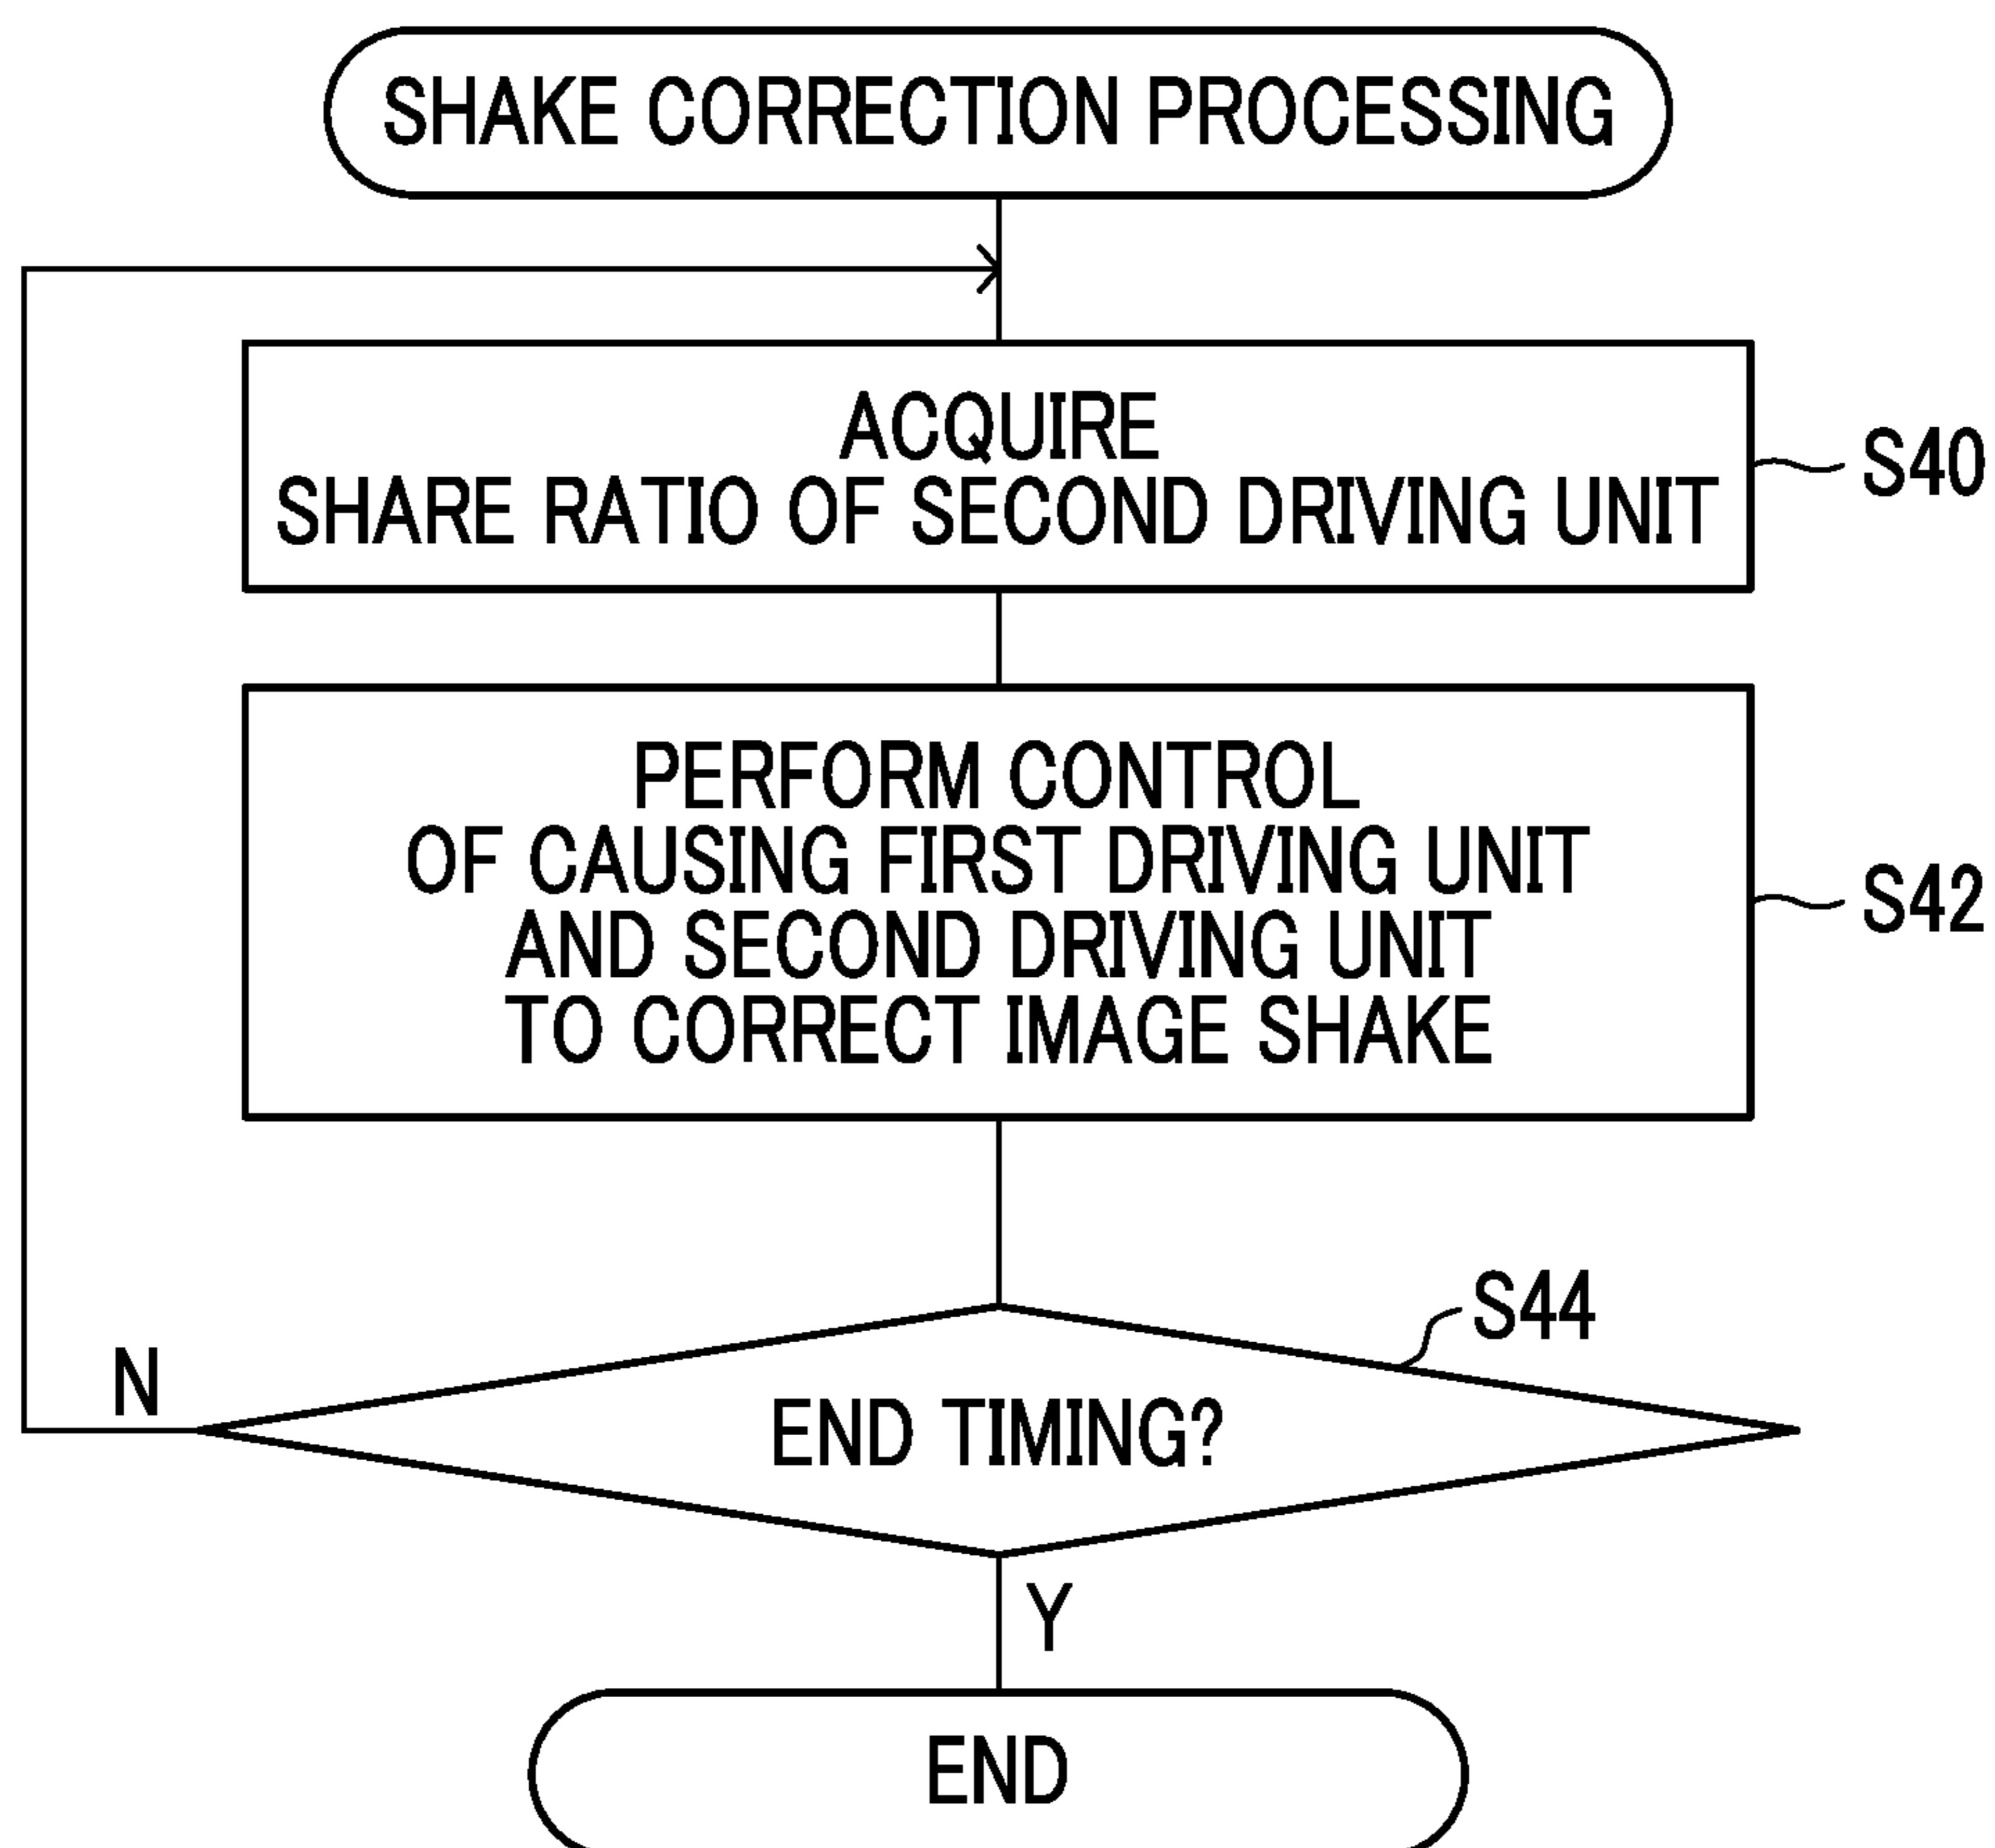 SHAKE CORRECTION PROCESSING
ACQUIRE
SHARE RATIO OF SECOND DRIVING UNIT
S40
PERFORM CONTROL
OF CAUSING FIRST DRIVING UNIT
AND SECOND DRIVING UNIT
TO CORRECT IMAGE SHAKE
S42
S44
N
END TIMING?
Y
END